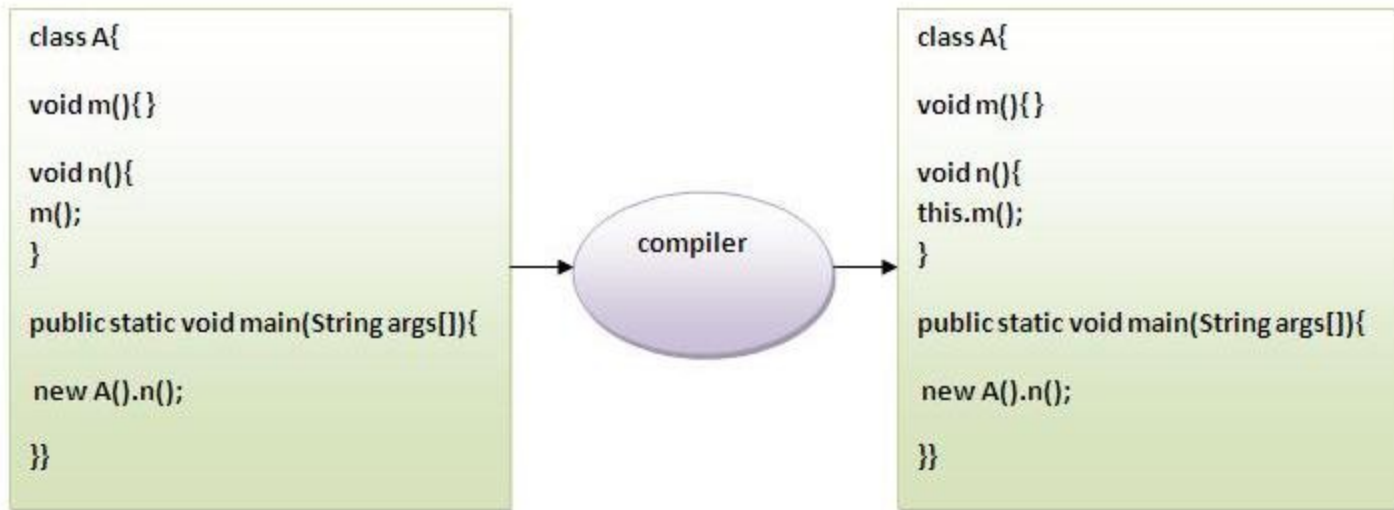 class A{
void m(){}
void n(){
m();
}
public static void main(String args[]){
new A().n();
}}
compiler
class A{
void m(){}
void n(){
this.m();
}
public static void main(String args[]){
new A().n();
}}